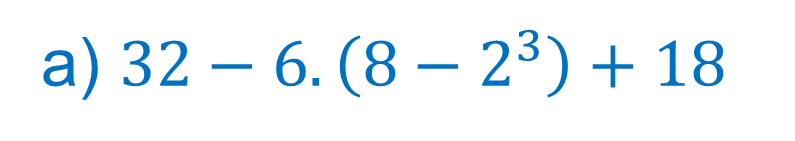 a) 32 − 6. (8 − 2³) + 18